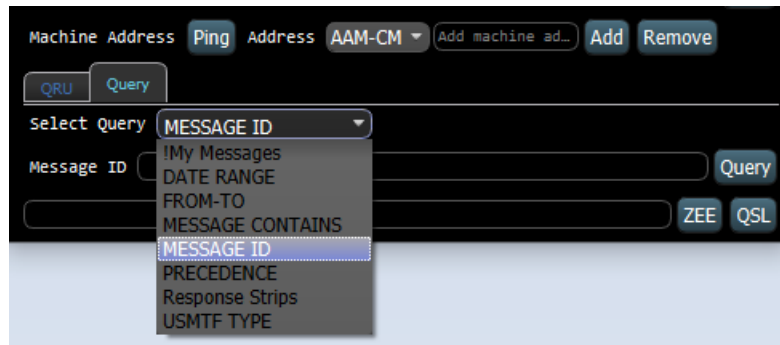 Machine Address Ping Address AAM-CM Add machine ad… Add Remove
QRU Query
Select Query MESSAGE ID
!My Messages
Message ID Query
DATE RANGE
FROM-TO
MESSAGE CONTAINS
ZEE QSL
MESSAGE ID
PRECEDENCE
Response Strips
USMTF TYPE